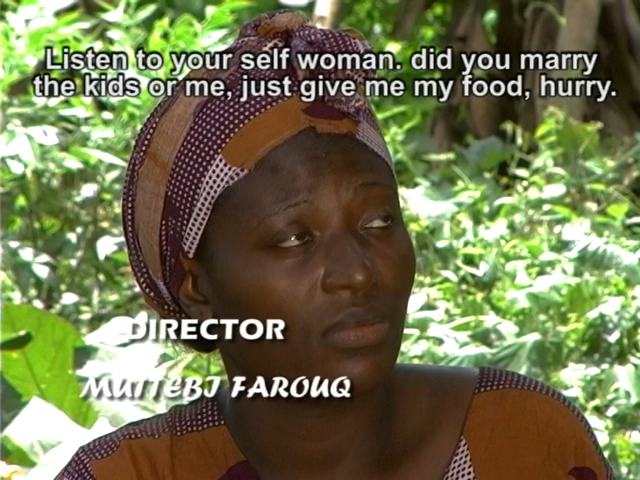 Listen to your self woman. did you marry
the kids or me, just give me my food, hurry.
DIRECTOR
MUTTEBI FAROUQ